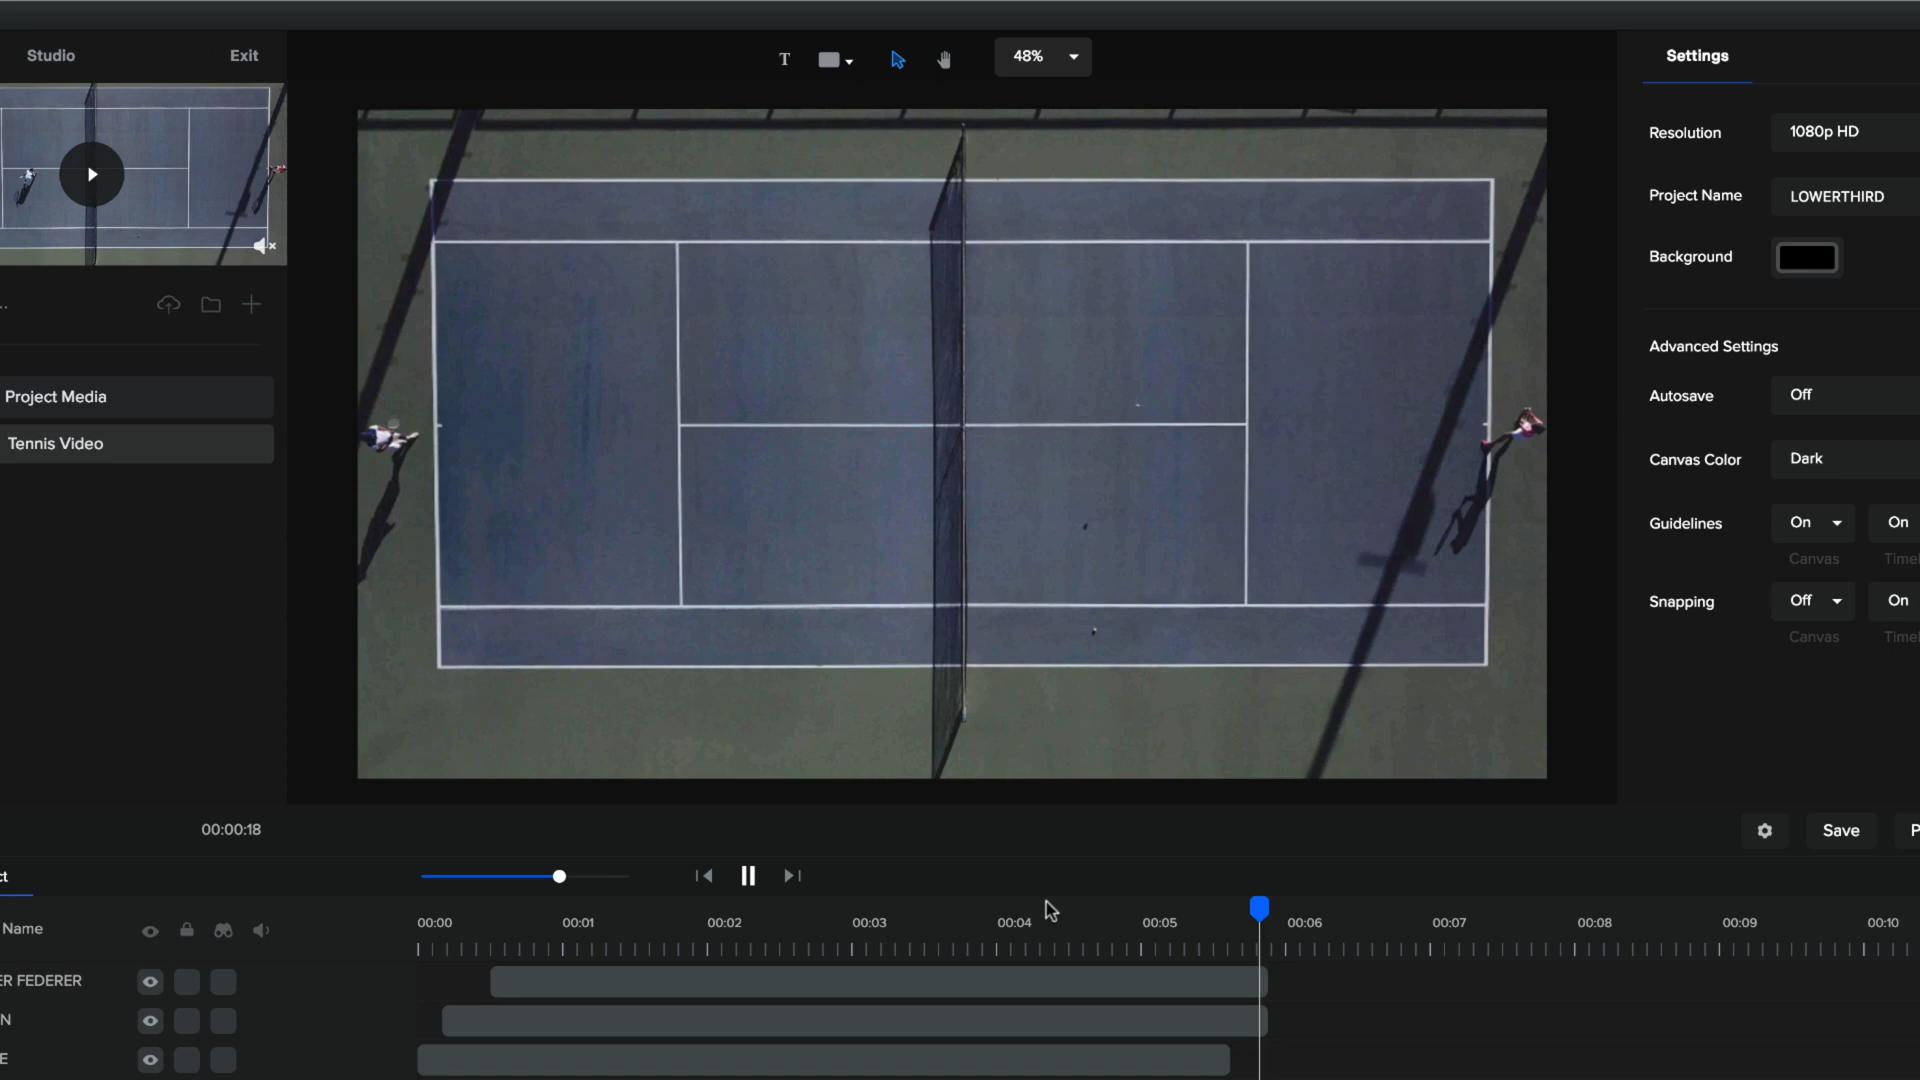 Studio
Exit
T
48%
Settings
Resolution
1080p HD
Project Name
LOWERTHIRD
Background
..
Project Media
Tennis Video
Advanced Settings
Autosave
Off
Canvas Color
Dark
Guidelines
On
On
Canvas
Timel
Snapping
Off
On
Canvas
Timel
00:00:18
Save
P
ct
00:00
00:01
00:02
00:03
00:04
00:05
00:06
00:07
00:08
00:09
00:10
Name
ER FEDERER
N
E